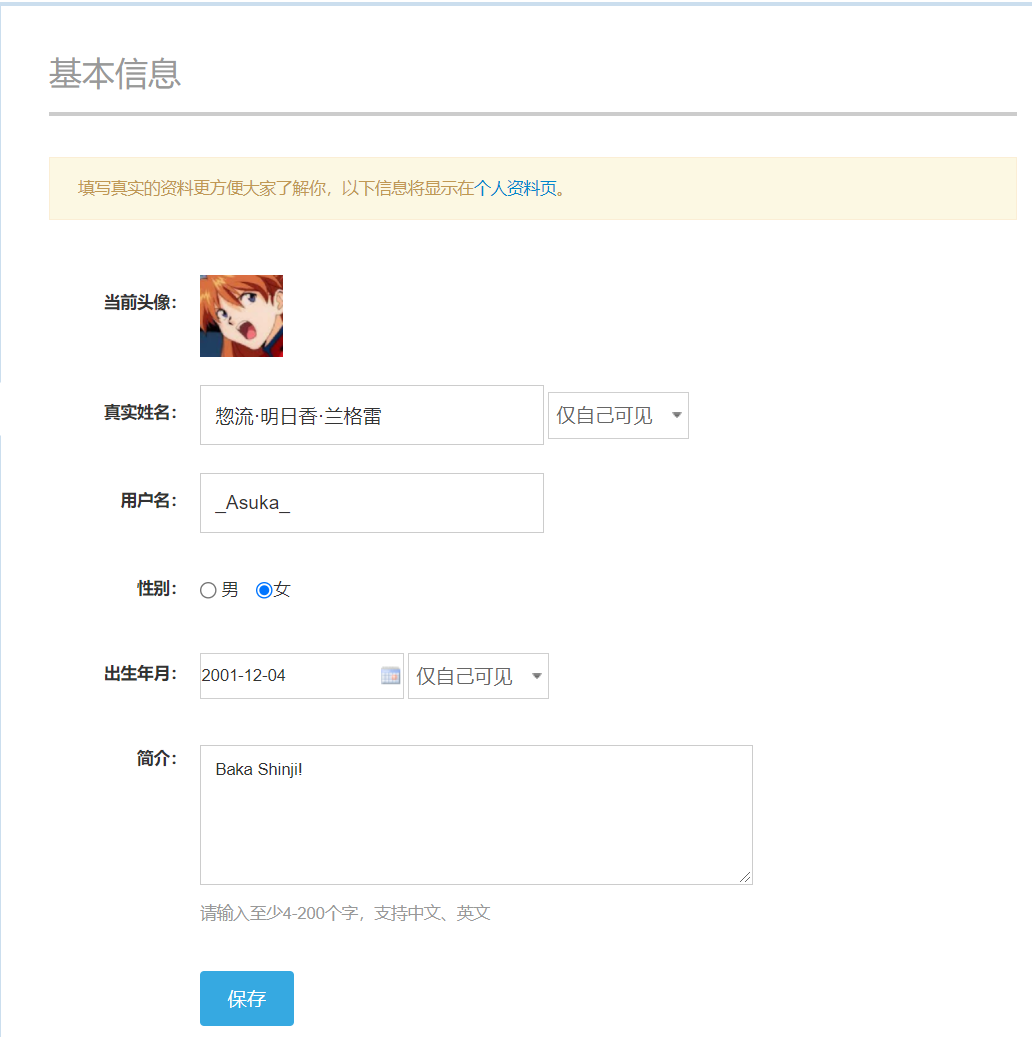 基本信息
填写真实的资料更方便大家了解你，以下信息将显示在个人资料页。
当前头像：
真实姓名： 惣流·明日香·兰格雷 仅自己可见
用户名： _Asuka_
性别： 男 女
出生年月： 2001-12-04 仅自己可见
简介： Baka Shinji!
请输入至少4-200个字，支持中文、英文
保存